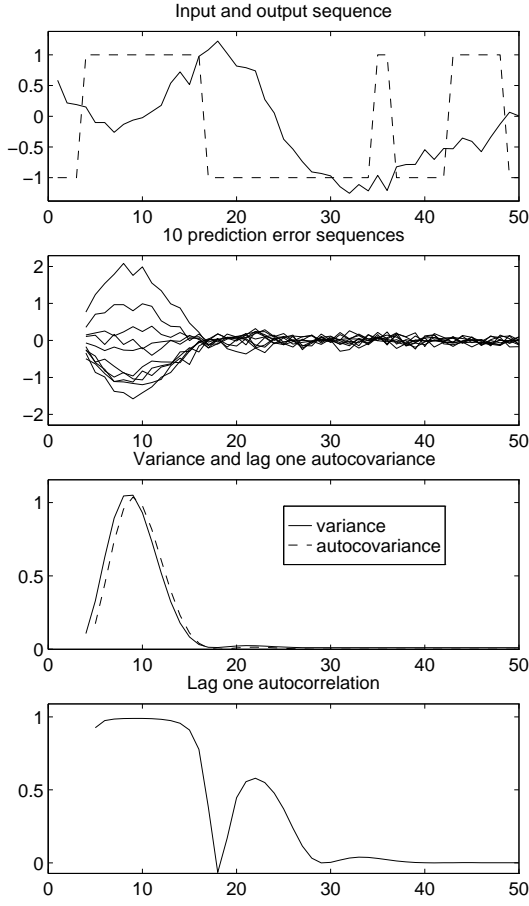 Input and output sequence
1
0.5
0
−0.5
−1
0 10 20 30 40 50
10 prediction error sequences
2
1
0
−1
−2
0 10 20 30 40 50
Variance and lag one autocovariance
1
0.5
0
variance
autocovariance
0 10 20 30 40 50
Lag one autocorrelation
1
0.5
0
0 10 20 30 40 50